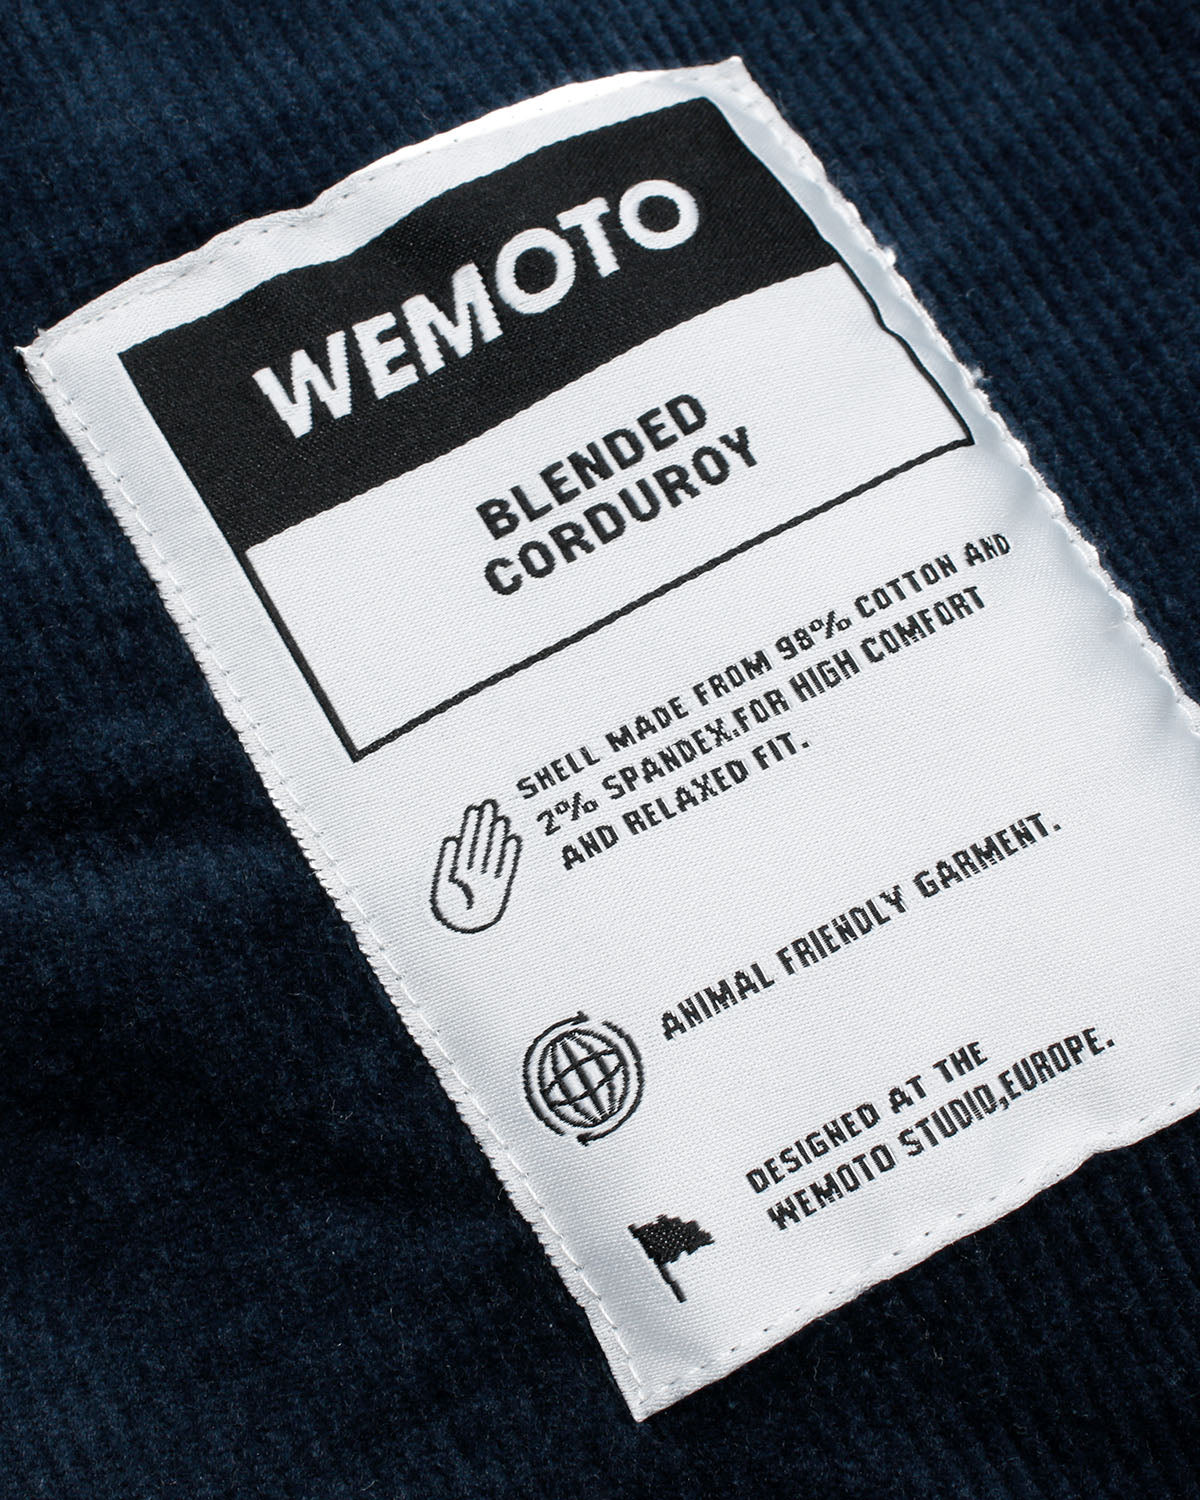 WEMOTO
BLENDED
CORDUROY
SHELL MADE FROM 98% COTTON AND
2% SPANDEX.FOR HIGH COMFORT
AND RELAXED FIT.
ANIMAL FRIENDLY GARMENT.
DESIGNED AT THE
WEMOTO STUDIO,EUROPE.